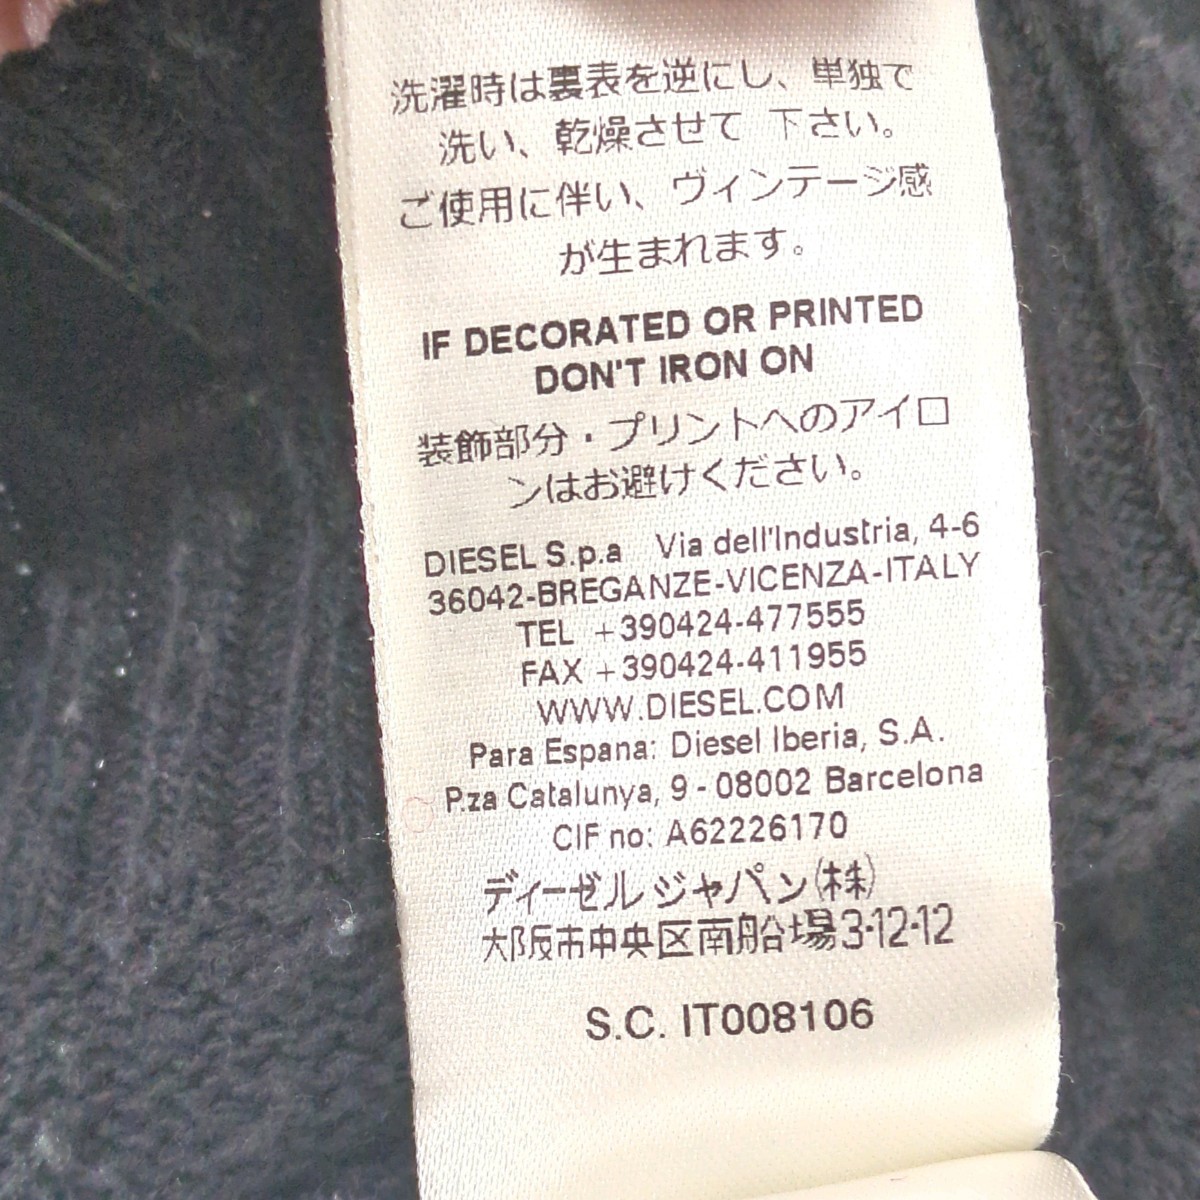 洗濯時は裏表を逆にし、単独で
洗い、乾燥させて 下さい。
ご使用に伴い、ヴィンテージ感
が生まれます。
IF DECORATED OR PRINTED
DON'T IRON ON
装飾部分・プリントへのアイロ
ンはお避けください。
DIESEL S.p.a Via dell'Industria, 4-6
36042-BREGANZE-VICENZA-ITALY
TEL +390424-477555
FAX +390424-411955
WWW.DIESEL.COM
Para Espana: Diesel Iberia, S.A.
P.za Catalunya, 9 - 08002 Barcelona
CIF no: A62226170
ディーゼルジャパン(株)
大阪市中央区南船場3-12-12
S.C. IT008106